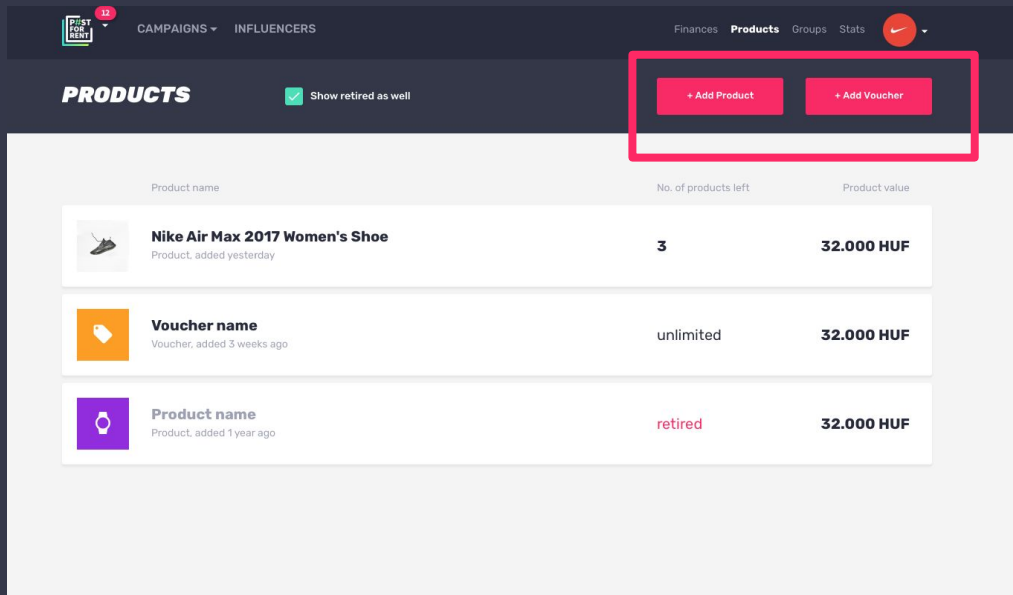 12
P#ST
FOR
RENT
CAMPAIGNS INFLUENCERS
Finances Products Groups Stats
PRODUCTS
Show retired as well
+ Add Product
+ Add Voucher
Product name No. of products left Product value
Nike Air Max 2017 Women's Shoe
Product, added yesterday
3
32.000 HUF
Voucher name
Voucher, added 3 weeks ago
unlimited
32.000 HUF
Product name
Product, added 1 year ago
retired
32.000 HUF